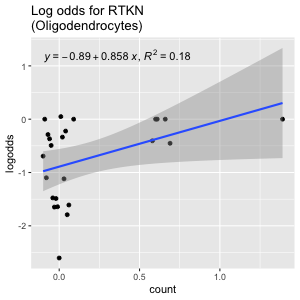 Log odds for RTKN
(Oligodendrocytes)
y = −0.89 + 0.858 x, R² = 0.18
1
0
-1
-2
logodds
0.0 0.5 1.0
count